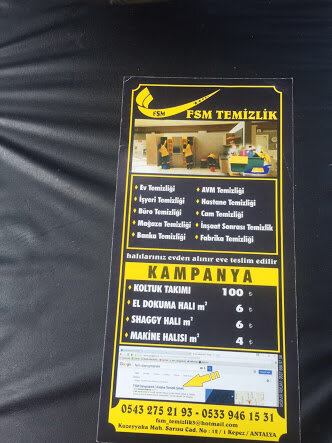 FSM
FSM TEMİZLİK
Ev Temizliği
AVM Temizliği
İşyeri Temizliği
Hastane Temizliği
Büro Temizliği
Cam Temizliği
Mağaza Temizliği
İnşaat Sonrası Temizlik
Banka Temizliği
Fabrika Temizliği
halılarınız evden alınır eve teslim edilir
KAMPANYA
KOLTUK TAKIMI 100 ₺
EL DOKUMA HALI m² 6 ₺
SHAGGY HALI m² 6 ₺
MAKİNE HALISI m² 4 ₺
Google
0543 275 21 93 - 0533 946 15 31
fsm_temizlik3@hotmail.com
Kuzeyyaka Mah. Sarısu Cad. No : 18 / 1 Kepez / ANTALYA